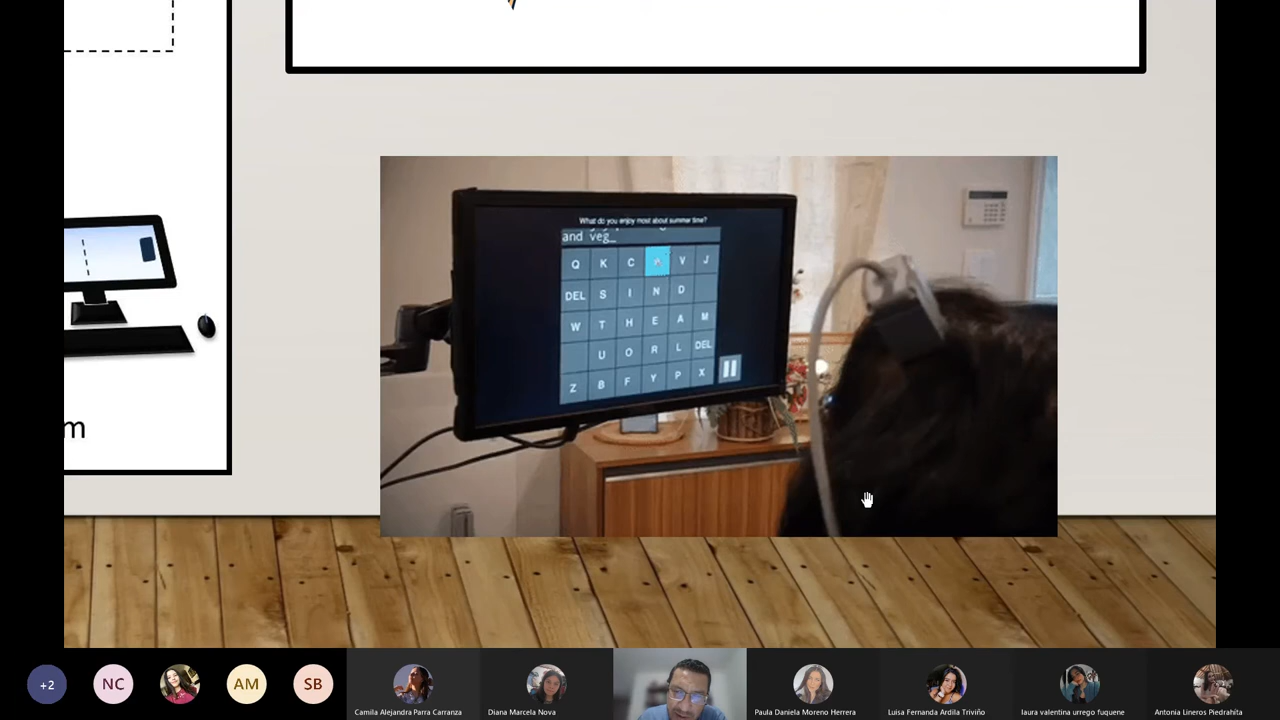 What do you enjoy most about summer time?
and veg_
Q K C V J
DEL S I N D
W T H E A M
U O R L DEL
Z B F Y P X
m
+2 NC AM SB
Camila Alejandra Parra Carranza Diana Marcela Nova Paula Daniela Moreno Herrera Luisa Fernanda Ardila Triviño laura valentina urrego fuquene Antonia Lineros Piedrahíta